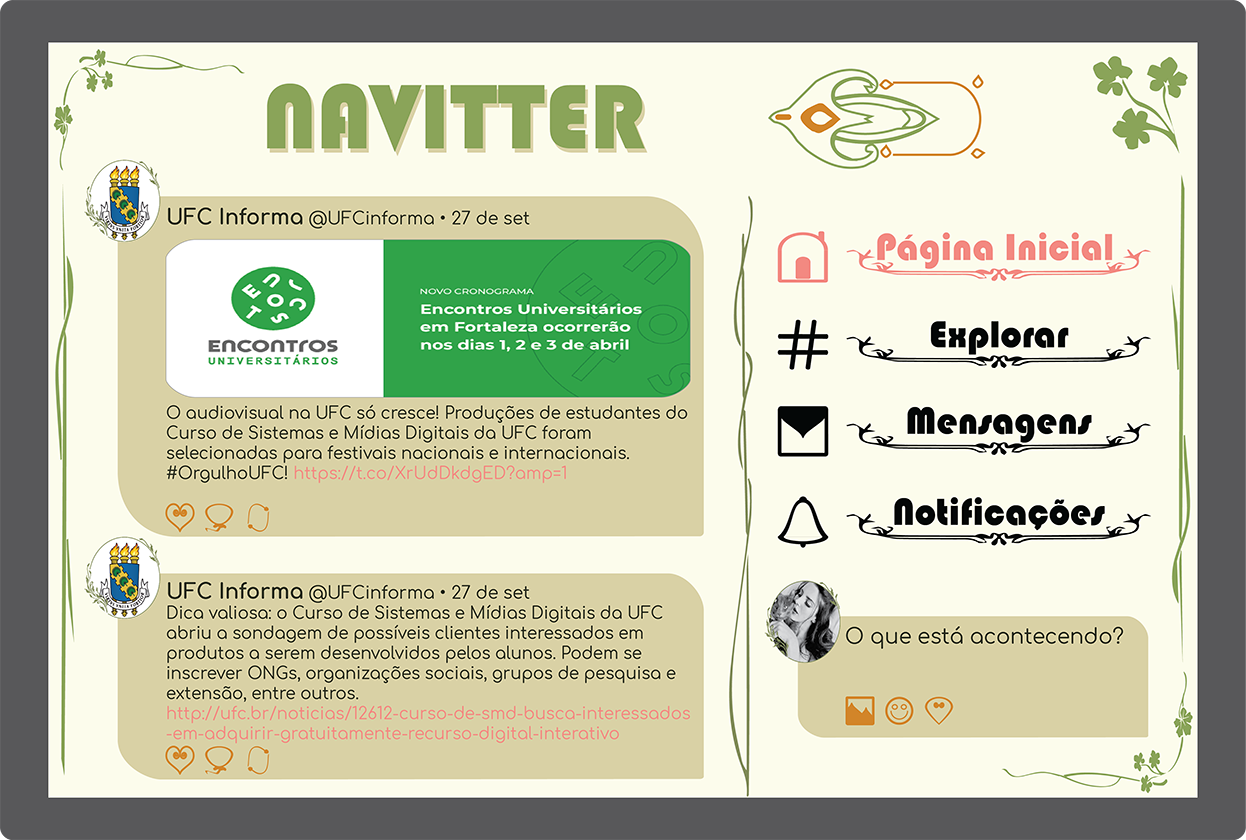 NAVITTER
UFC Informa @UFCinforma • 27 de set
ENCONTROS
UNIVERSITÁRIOS
NOVO CRONOGRAMA
Encontros Universitários
em Fortaleza ocorrerão
nos dias 1, 2 e 3 de abril
O audiovisual na UFC só cresce! Produções de estudantes do
Curso de Sistemas e Mídias Digitais da UFC foram
selecionadas para festivais nacionais e internacionais.
#OrgulhoUFC! https://t.co/XrUdDkdgED?amp=1
UFC Informa @UFCinforma • 27 de set
Dica valiosa: o Curso de Sistemas e Mídias Digitais da UFC
abriu a sondagem de possíveis clientes interessados em
produtos a serem desenvolvidos pelos alunos. Podem se
inscrever ONGs, organizações sociais, grupos de pesquisa e
extensão, entre outros.
http://ufc.br/noticias/12612-curso-de-smd-busca-interessados
-em-adquirir-gratuitamente-recurso-digital-interativo
Página Inicial
Explorar
Mensagens
Notificações
O que está acontecendo?